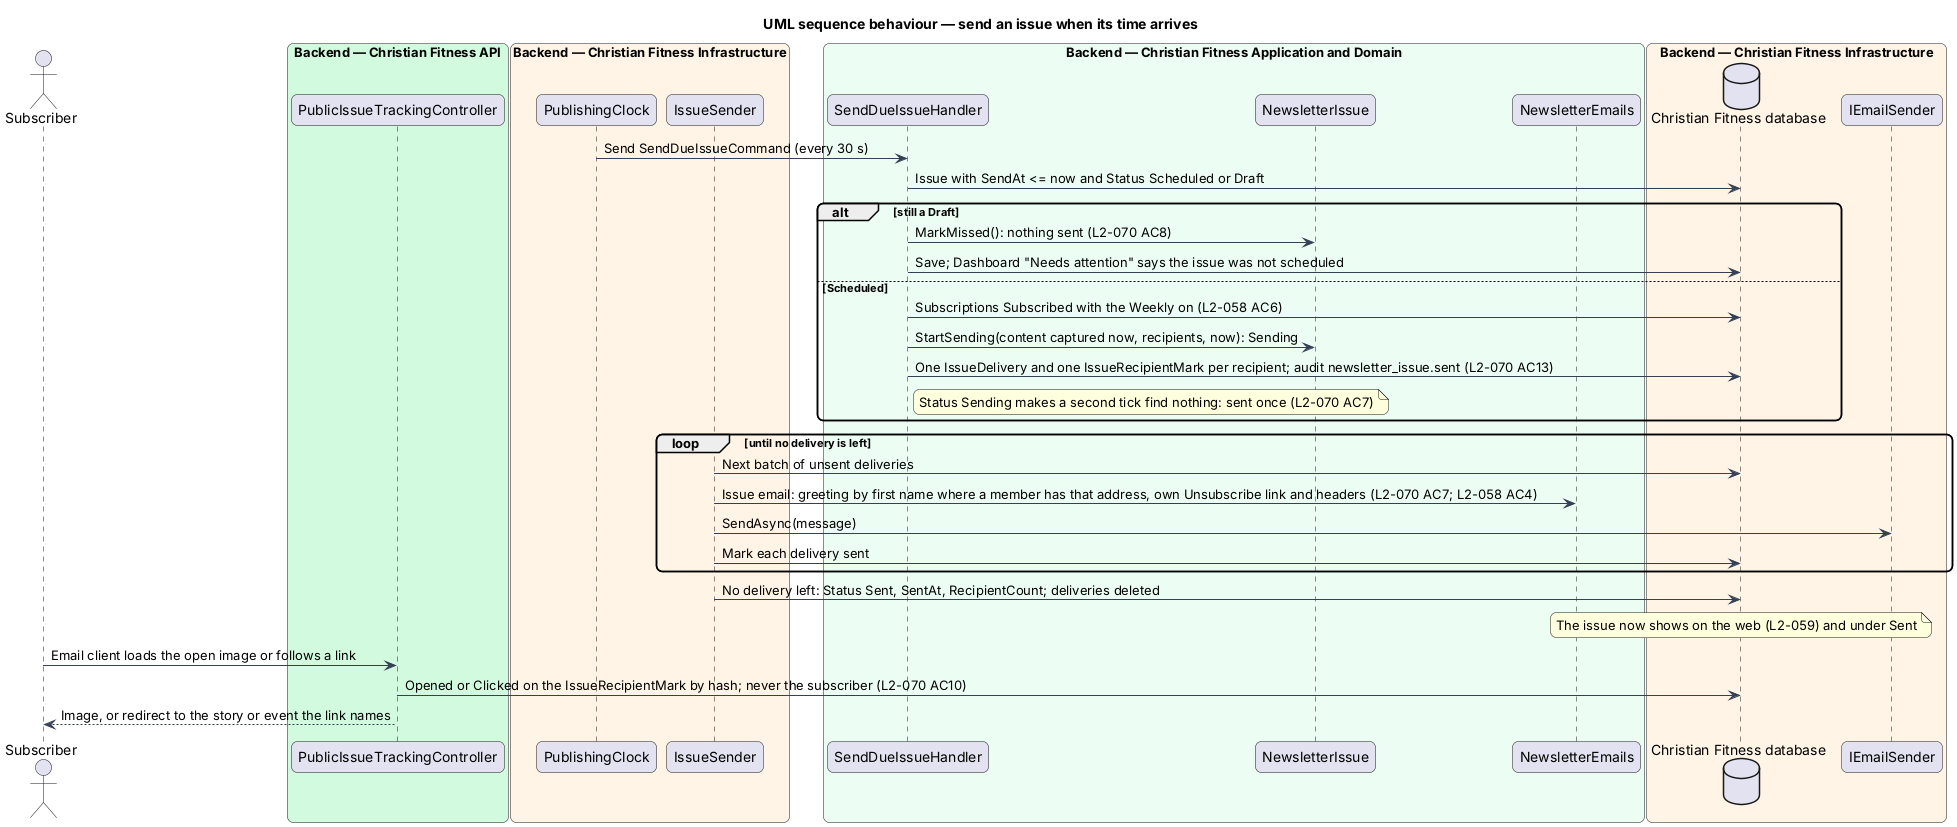 UML sequence behaviour — send an issue when its time arrives
Backend — Christian Fitness API
Backend — Christian Fitness Infrastructure
Backend — Christian Fitness Application and Domain
Backend — Christian Fitness Infrastructure
Subscriber
PublicIssueTrackingController
PublishingClock
IssueSender
SendDueIssueHandler
NewsletterIssue
NewsletterEmails
Christian Fitness database
IEmailSender
Send SendDueIssueCommand (every 30 s)
Issue with SendAt <= now and Status Scheduled or Draft
alt
[still a Draft]
MarkMissed(): nothing sent (L2-070 AC8)
Save; Dashboard "Needs attention" says the issue was not scheduled
[Scheduled]
Subscriptions Subscribed with the Weekly on (L2-058 AC6)
StartSending(content captured now, recipients, now): Sending
One IssueDelivery and one IssueRecipientMark per recipient; audit newsletter_issue.sent (L2-070 AC13)
Status Sending makes a second tick find nothing: sent once (L2-070 AC7)
loop
[until no delivery is left]
Next batch of unsent deliveries
Issue email: greeting by first name where a member has that address, own Unsubscribe link and headers (L2-070 AC7; L2-058 AC4)
SendAsync(message)
Mark each delivery sent
No delivery left: Status Sent, SentAt, RecipientCount; deliveries deleted
The issue now shows on the web (L2-059) and under Sent
Email client loads the open image or follows a link
Opened or Clicked on the IssueRecipientMark by hash; never the subscriber (L2-070 AC10)
Image, or redirect to the story or event the link names
Subscriber
PublicIssueTrackingController
PublishingClock
IssueSender
SendDueIssueHandler
NewsletterIssue
NewsletterEmails
Christian Fitness database
IEmailSender